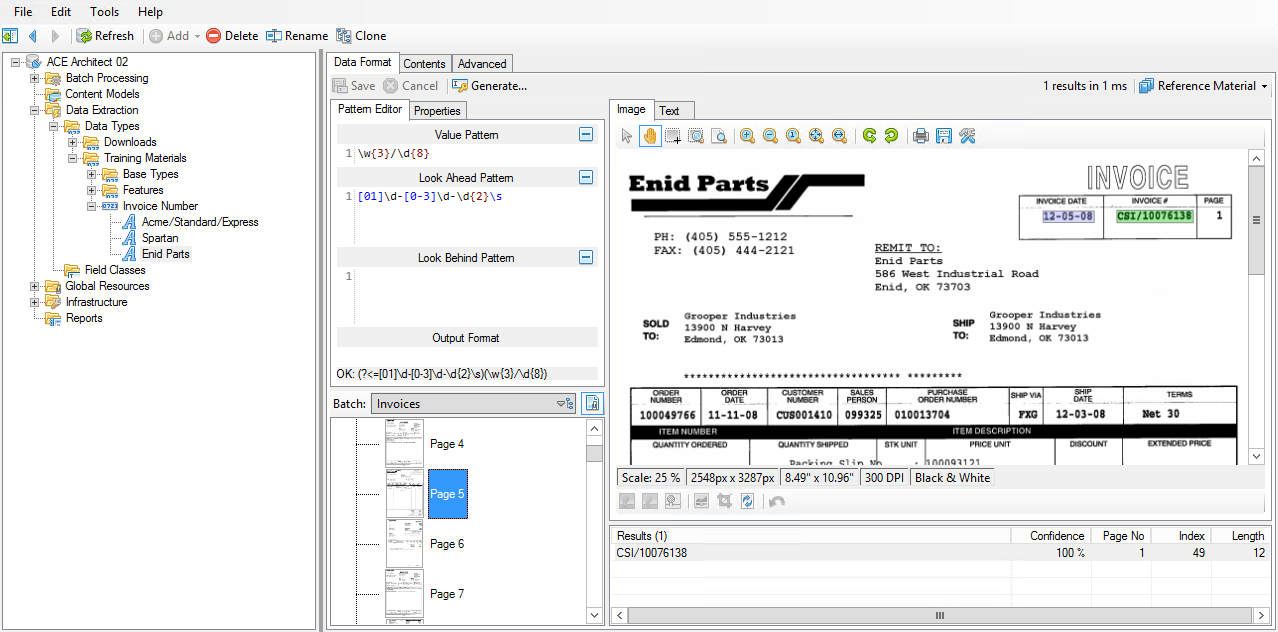 File Edit Tools Help
Refresh Add Delete Rename Clone
ACE Architect 02
Batch Processing
Content Models
Data Extraction
Data Types
Downloads
Training Materials
Base Types
Features
Invoice Number
Acme/Standard/Express
Spartan
Enid Parts
Field Classes
Global Resources
Infrastructure
Reports
Data Format Contents Advanced
Save Cancel Generate... 1 results in 1 ms Reference Material
Pattern Editor Properties
Value Pattern
1 \w{3}/\d{8}
Look Ahead Pattern
1 [01]\d-[0-3]\d-\d{2}\s
Look Behind Pattern
1
Output Format
OK: (?<=[01]\d-[0-3]\d-\d{2}\s)(\w{3}/\d{8})
Batch: Invoices
Page 4
Page 5
Page 6
Page 7
Image Text
Enid Parts
INVOICE
INVOICE DATE INVOICE # PAGE
12-05-08 CSI/10076138 1
PH: (405) 555-1212
FAX: (405) 444-2121
REMIT TO:
Enid Parts
586 West Industrial Road
Enid, OK 73703
SOLD TO: Grooper Industries
13900 N Harvey
Edmond, OK 73013
SHIP TO: Grooper Industries
13900 N Harvey
Edmond, OK 73013
*********************************** *********
ORDER NUMBER ORDER DATE CUSTOMER NUMBER SALES PERSON PURCHASE ORDER NUMBER SHIP VIA SHIP DATE TERMS
100049766 11-11-08 CUS001410 099325 010013704 FXG 12-03-08 Net 30
ITEM NUMBER ITEM DESCRIPTION
QUANTITY ORDERED QUANTITY SHIPPED STK UNIT PRICE UNIT DISCOUNT EXTENDED PRICE
Packing Slip No. : 100093121
Scale: 25 % 2548px x 3287px 8.49" x 10.96" 300 DPI Black & White
Results (1) Confidence Page No Index Length
CSI/10076138 100 % 1 49 12